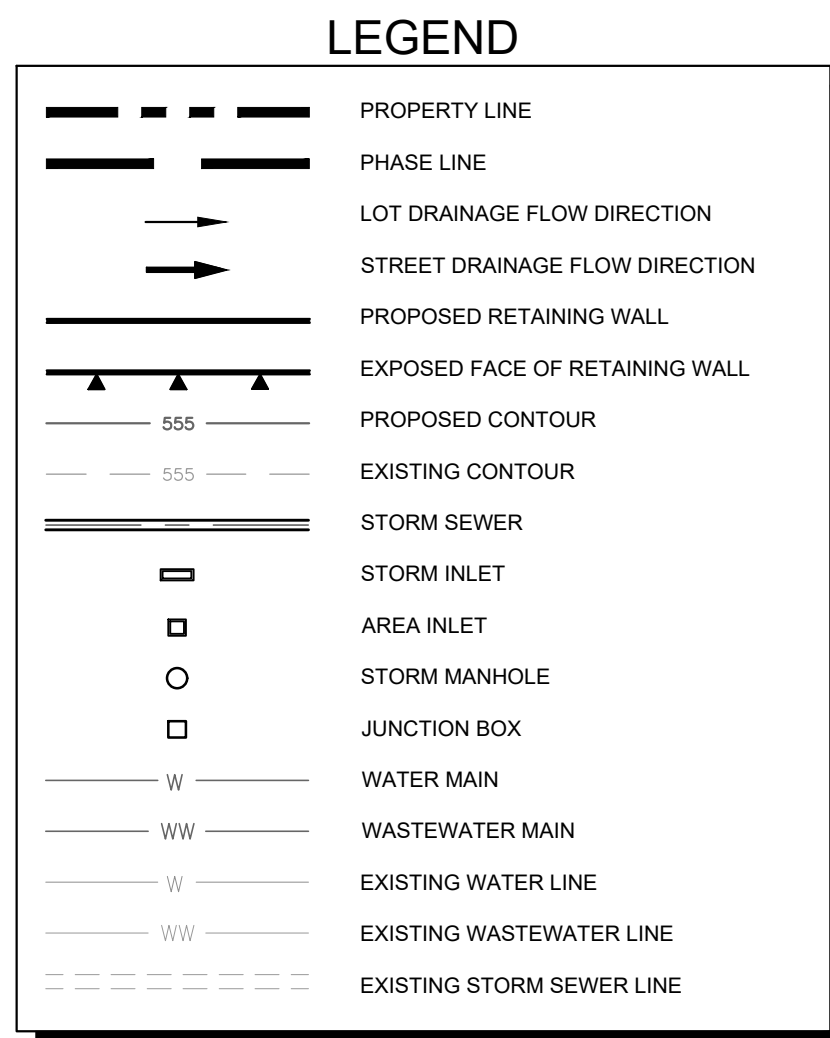 LEGEND
PROPERTY LINE
PHASE LINE
LOT DRAINAGE FLOW DIRECTION
STREET DRAINAGE FLOW DIRECTION
PROPOSED RETAINING WALL
EXPOSED FACE OF RETAINING WALL
555 PROPOSED CONTOUR
555 EXISTING CONTOUR
STORM SEWER
STORM INLET
AREA INLET
STORM MANHOLE
JUNCTION BOX
W WATER MAIN
WW WASTEWATER MAIN
W EXISTING WATER LINE
WW EXISTING WASTEWATER LINE
EXISTING STORM SEWER LINE